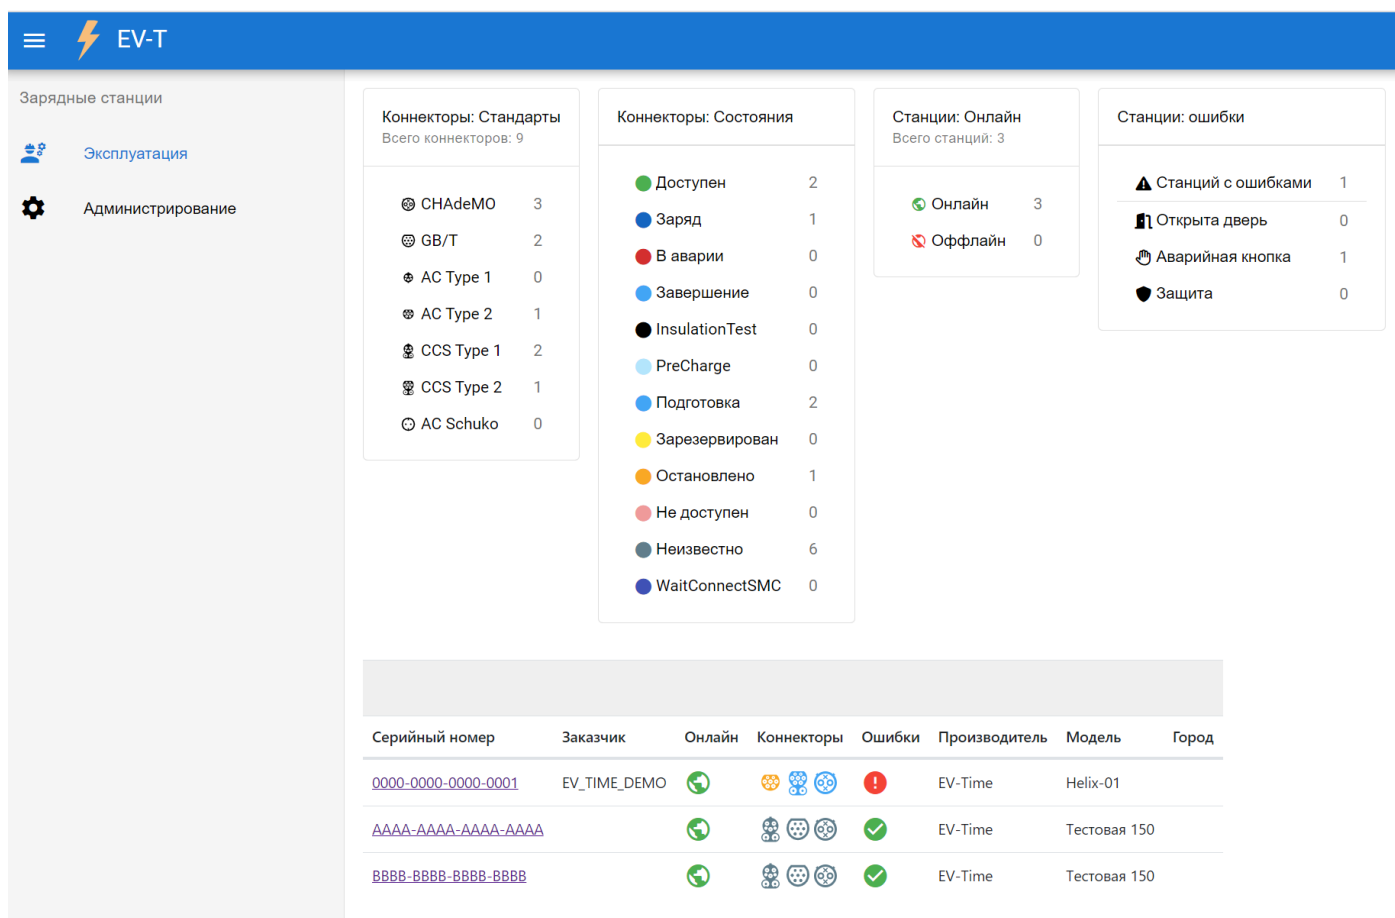 EV-T
Зарядные станции
Эксплуатация
Администрирование
Коннекторы: Стандарты
Всего коннекторов: 9
CHAdeMO 3
GB/T 2
AC Type 1 0
AC Type 2 1
CCS Type 1 2
CCS Type 2 1
AC Schuko 0
Коннекторы: Состояния
Доступен 2
Заряд 1
В аварии 0
Завершение 0
InsulationTest 0
PreCharge 0
Подготовка 2
Зарезервирован 0
Остановлено 1
Не доступен 0
Неизвестно 6
WaitConnectSMC 0
Станции: Онлайн
Всего станций: 3
Онлайн 3
Оффлайн 0
Станции: ошибки
Станций с ошибками 1
Открыта дверь 0
Аварийная кнопка 1
Защита 0
Серийный номер Заказчик Онлайн Коннекторы Ошибки Производитель Модель Город
0000-0000-0000-0001 EV_TIME_DEMO EV-Time Helix-01
AAAA-AAAA-AAAA-AAAA EV-Time Тестовая 150
BBBB-BBBB-BBBB-BBBB EV-Time Тестовая 150